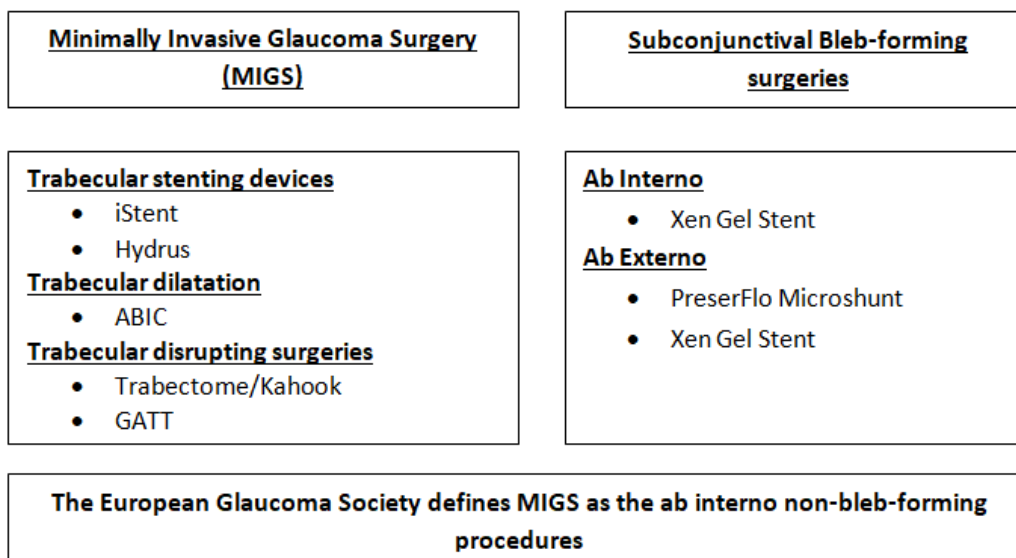 Minimally Invasive Glaucoma Surgery
(MIGS)
Subconjunctival Bleb-forming
surgeries
Trabecular stenting devices
• iStent
• Hydrus
Trabecular dilatation
• ABIC
Trabecular disrupting surgeries
• Trabectome/Kahook
• GATT
Ab Interno
• Xen Gel Stent
Ab Externo
• PreserFlo Microshunt
• Xen Gel Stent
The European Glaucoma Society defines MIGS as the ab interno non-bleb-forming
procedures